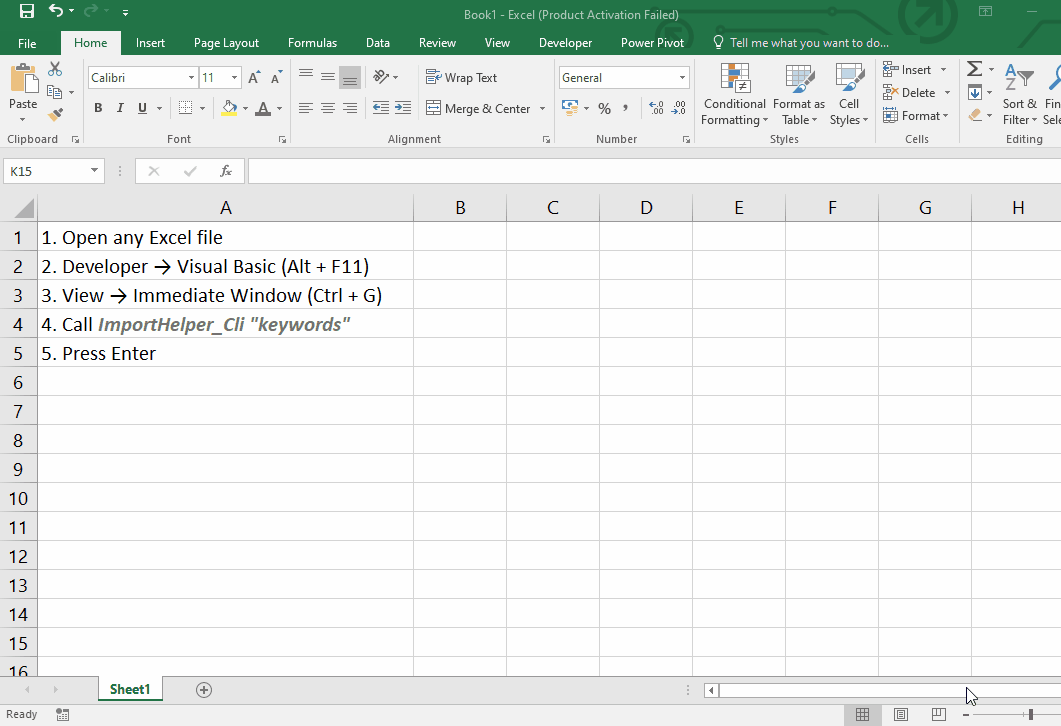 Book1 - Excel (Product Activation Failed)
File Home Insert Page Layout Formulas Data Review View Developer Power Pivot Tell me what you want to do...
Paste
Calibri 11
B I U A
Wrap Text
Merge & Center
General
%
Conditional Formatting
Format as Table
Cell Styles
Insert
Delete
Format
Sort & Filter
Clipboard Font Alignment Number Styles Cells Editing
K15 fx
A B C D E F G H
1 1. Open any Excel file
2 2. Developer → Visual Basic (Alt + F11)
3 3. View → Immediate Window (Ctrl + G)
4 4. Call ImportHelper_Cli "keywords"
5 5. Press Enter
6
7
8
9
10
11
12
13
14
15
16
Sheet1
Ready